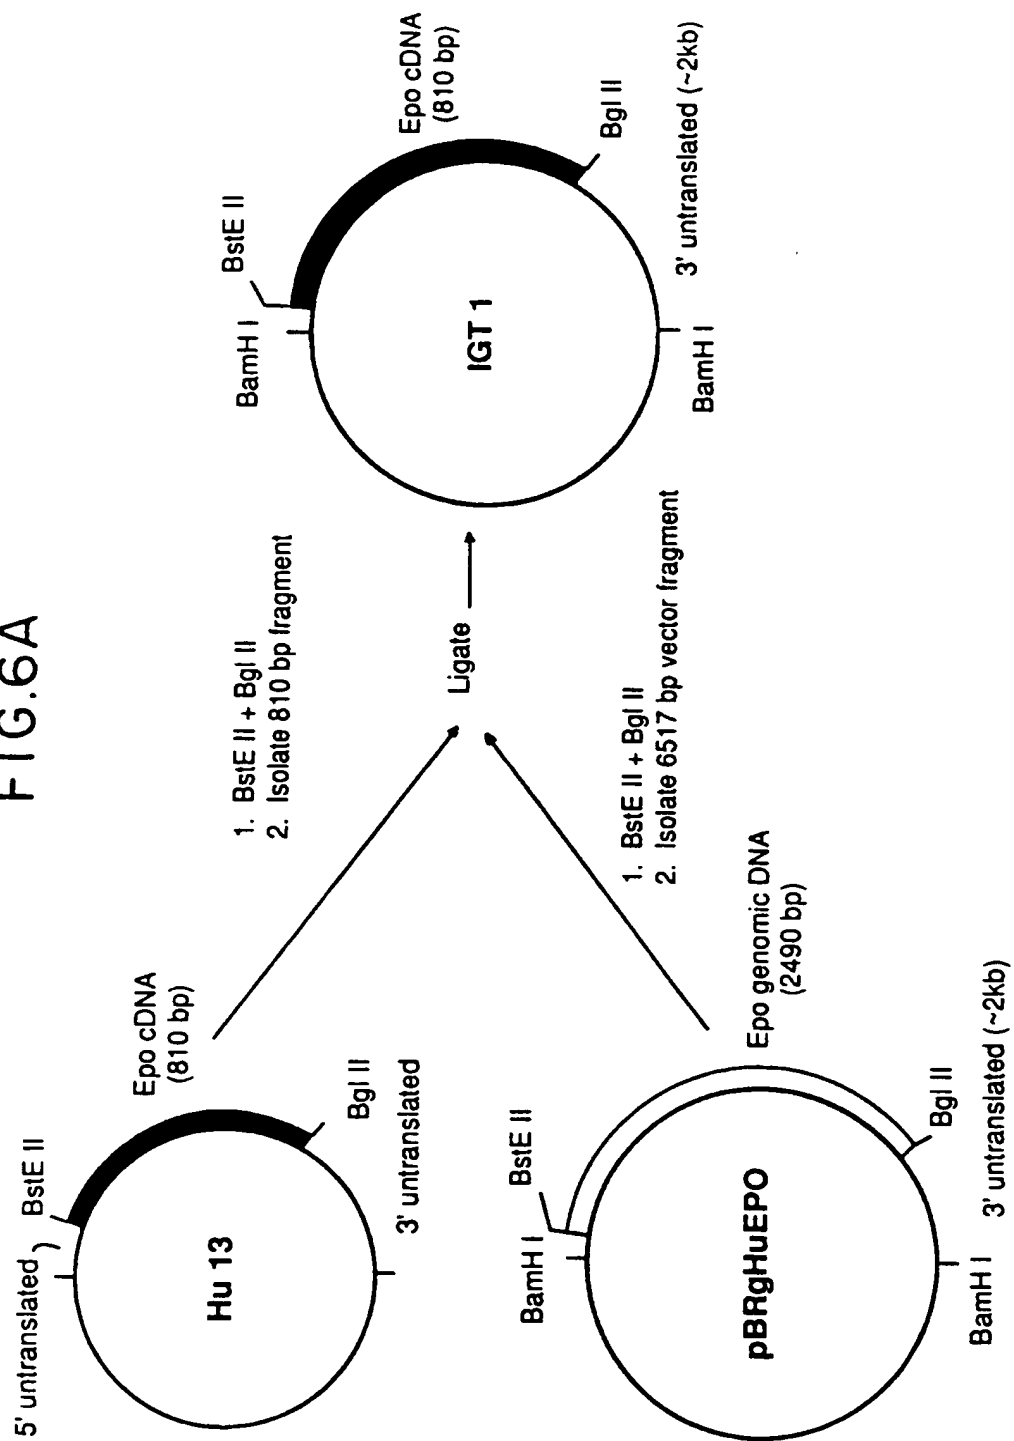 FIG.6A
5' untranslated
BstE II
Epo cDNA
(810 bp)
Hu 13
Bgl II
3' untranslated
1. BstE II + Bgl II
2. Isolate 810 bp fragment
BamH I
BstE II
pBRgHuEPO
Epo genomic DNA
(2490 bp)
Bgl II
BamH I
3' untranslated (~2kb)
1. BstE II + Bgl II
2. Isolate 6517 bp vector fragment
Ligate
BamH I
BstE II
Epo cDNA
(810 bp)
IGT 1
Bgl II
BamH I
3' untranslated (~2kb)